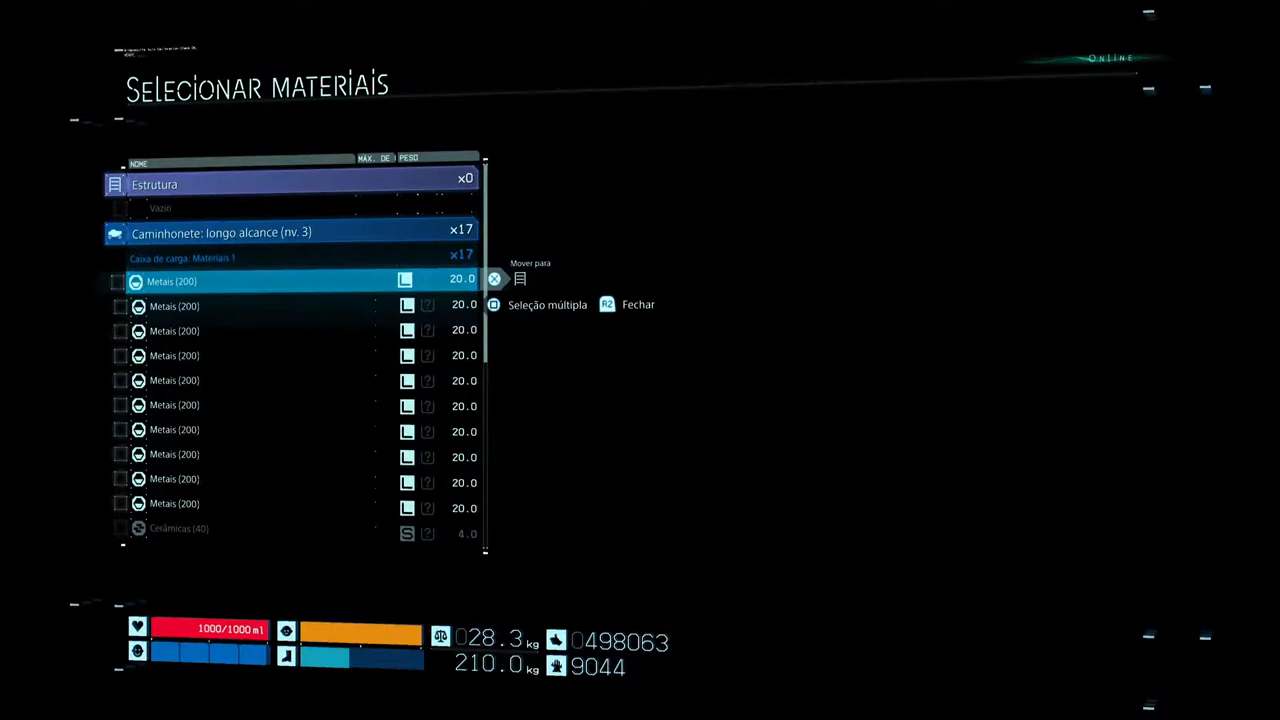 Online
Selecionar materiais
NOME MÁX. DE PESO
Estrutura x0
Vazio
Caminhonete: longo alcance (nv. 3) x17
Caixa de carga: Materiais 1 x17
Metais (200) L 20.0
Mover para
Metais (200) L [?] 20.0
Seleção múltipla R2 Fechar
Metais (200) L [?] 20.0
Metais (200) L [?] 20.0
Metais (200) L [?] 20.0
Metais (200) L [?] 20.0
Metais (200) L [?] 20.0
Metais (200) L [?] 20.0
Metais (200) L [?] 20.0
Metais (200) L [?] 20.0
Cerâmicas (40) S [?] 4.0
1000/1000 ml
028.3 kg 0498063
210.0 kg 9044